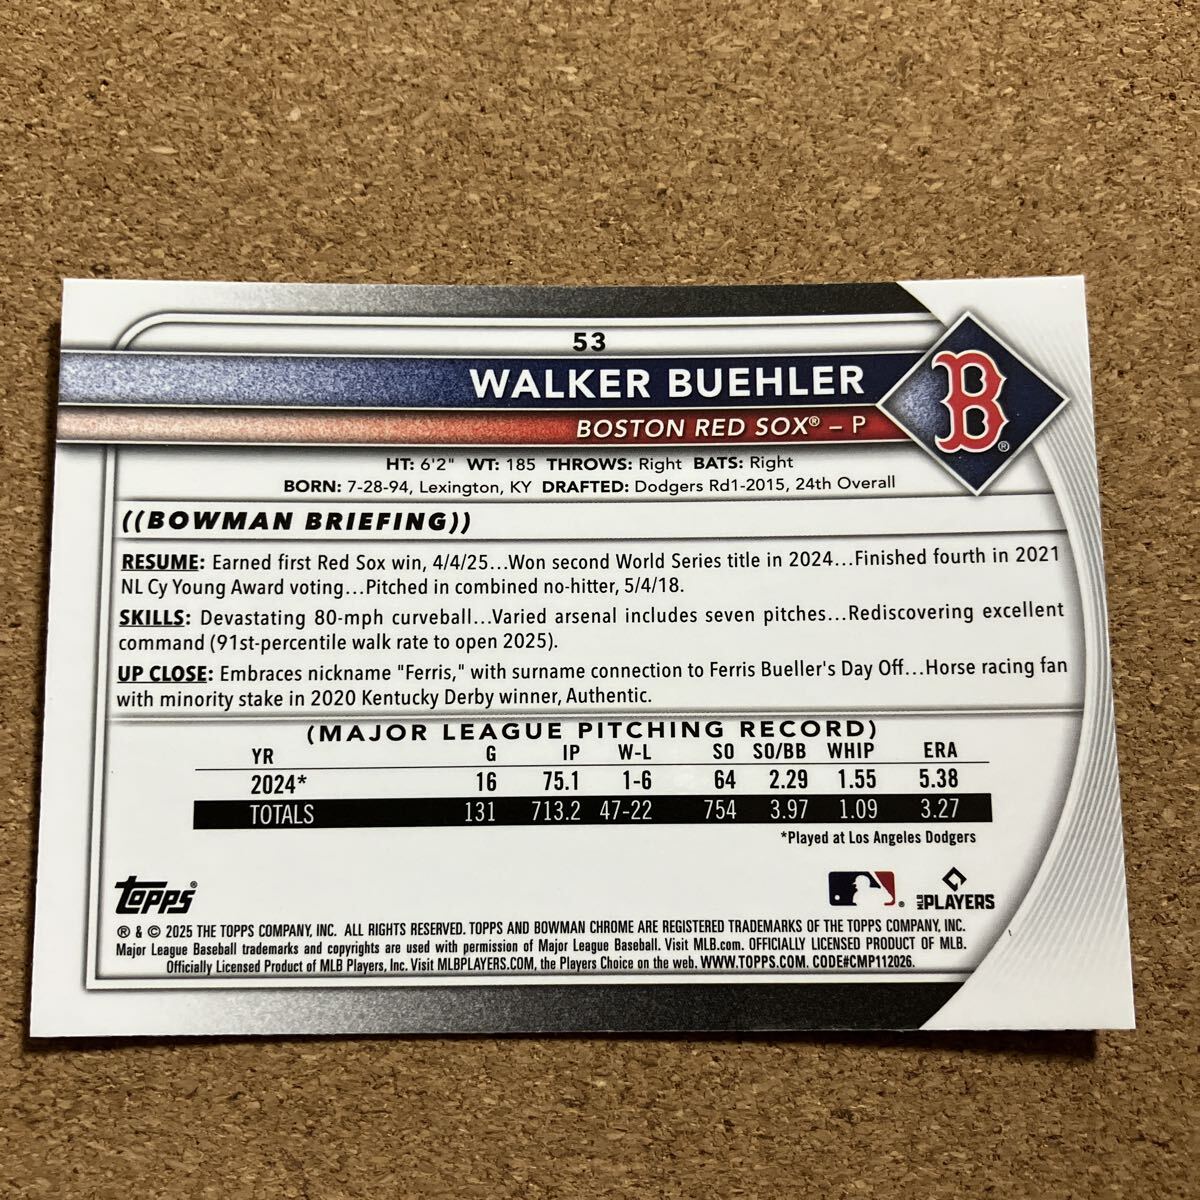 53
WALKER BUEHLER
BOSTON RED SOX® – P
B®
HT: 6'2" WT: 185 THROWS: Right BATS: Right
BORN: 7-28-94, Lexington, KY DRAFTED: Dodgers Rd1-2015, 24th Overall
((BOWMAN BRIEFING))
RESUME: Earned first Red Sox win, 4/4/25...Won second World Series title in 2024...Finished fourth in 2021
NL Cy Young Award voting...Pitched in combined no-hitter, 5/4/18.
SKILLS: Devastating 80-mph curveball...Varied arsenal includes seven pitches...Rediscovering excellent
command (91st-percentile walk rate to open 2025).
UP CLOSE: Embraces nickname "Ferris," with surname connection to Ferris Bueller's Day Off...Horse racing fan
with minority stake in 2020 Kentucky Derby winner, Authentic.
(MAJOR LEAGUE PITCHING RECORD)
YR G IP W-L SO SO/BB WHIP ERA
2024* 16 75.1 1-6 64 2.29 1.55 5.38
TOTALS 131 713.2 47-22 754 3.97 1.09 3.27
*Played at Los Angeles Dodgers
topps®
MLB PLAYERS
® & © 2025 THE TOPPS COMPANY, INC. ALL RIGHTS RESERVED. TOPPS AND BOWMAN CHROME ARE REGISTERED TRADEMARKS OF THE TOPPS COMPANY, INC.
Major League Baseball trademarks and copyrights are used with permission of Major League Baseball. Visit MLB.com. OFFICIALLY LICENSED PRODUCT OF MLB.
Officially Licensed Product of MLB Players, Inc. Visit MLBPLAYERS.COM, the Players Choice on the web. WWW.TOPPS.COM. CODE#CMP112026.